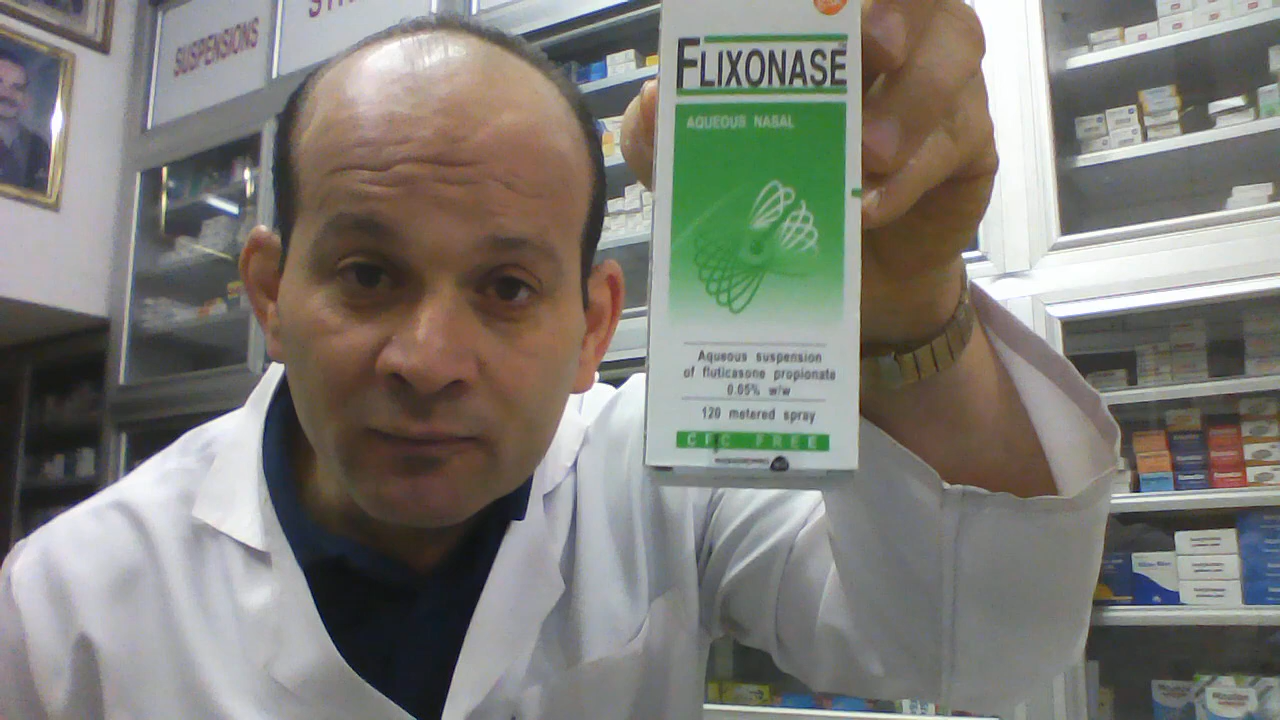 SUSPENSIONS
FLIXONASE
AQUEOUS NASAL
Aqueous suspension
of fluticasone propionate
0.05% w/w
120 metered spray
CFC FREE